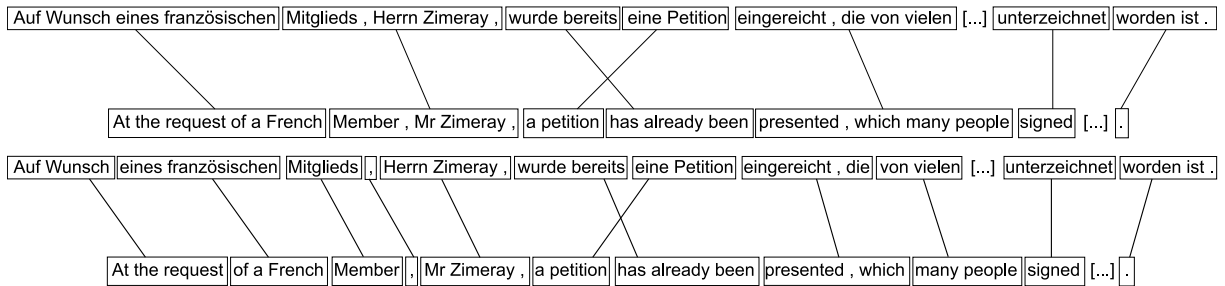 Auf Wunsch eines französischen Mitglieds , Herrn Zimeray , wurde bereits eine Petition eingereicht , die von vielen [...] unterzeichnet worden ist .
At the request of a French Member , Mr Zimeray , a petition has already been presented , which many people signed [...] .
Auf Wunsch eines französischen Mitglieds , Herrn Zimeray , wurde bereits eine Petition eingereicht , die von vielen [...] unterzeichnet worden ist .
At the request of a French Member , Mr Zimeray , a petition has already been presented , which many people signed [...] .